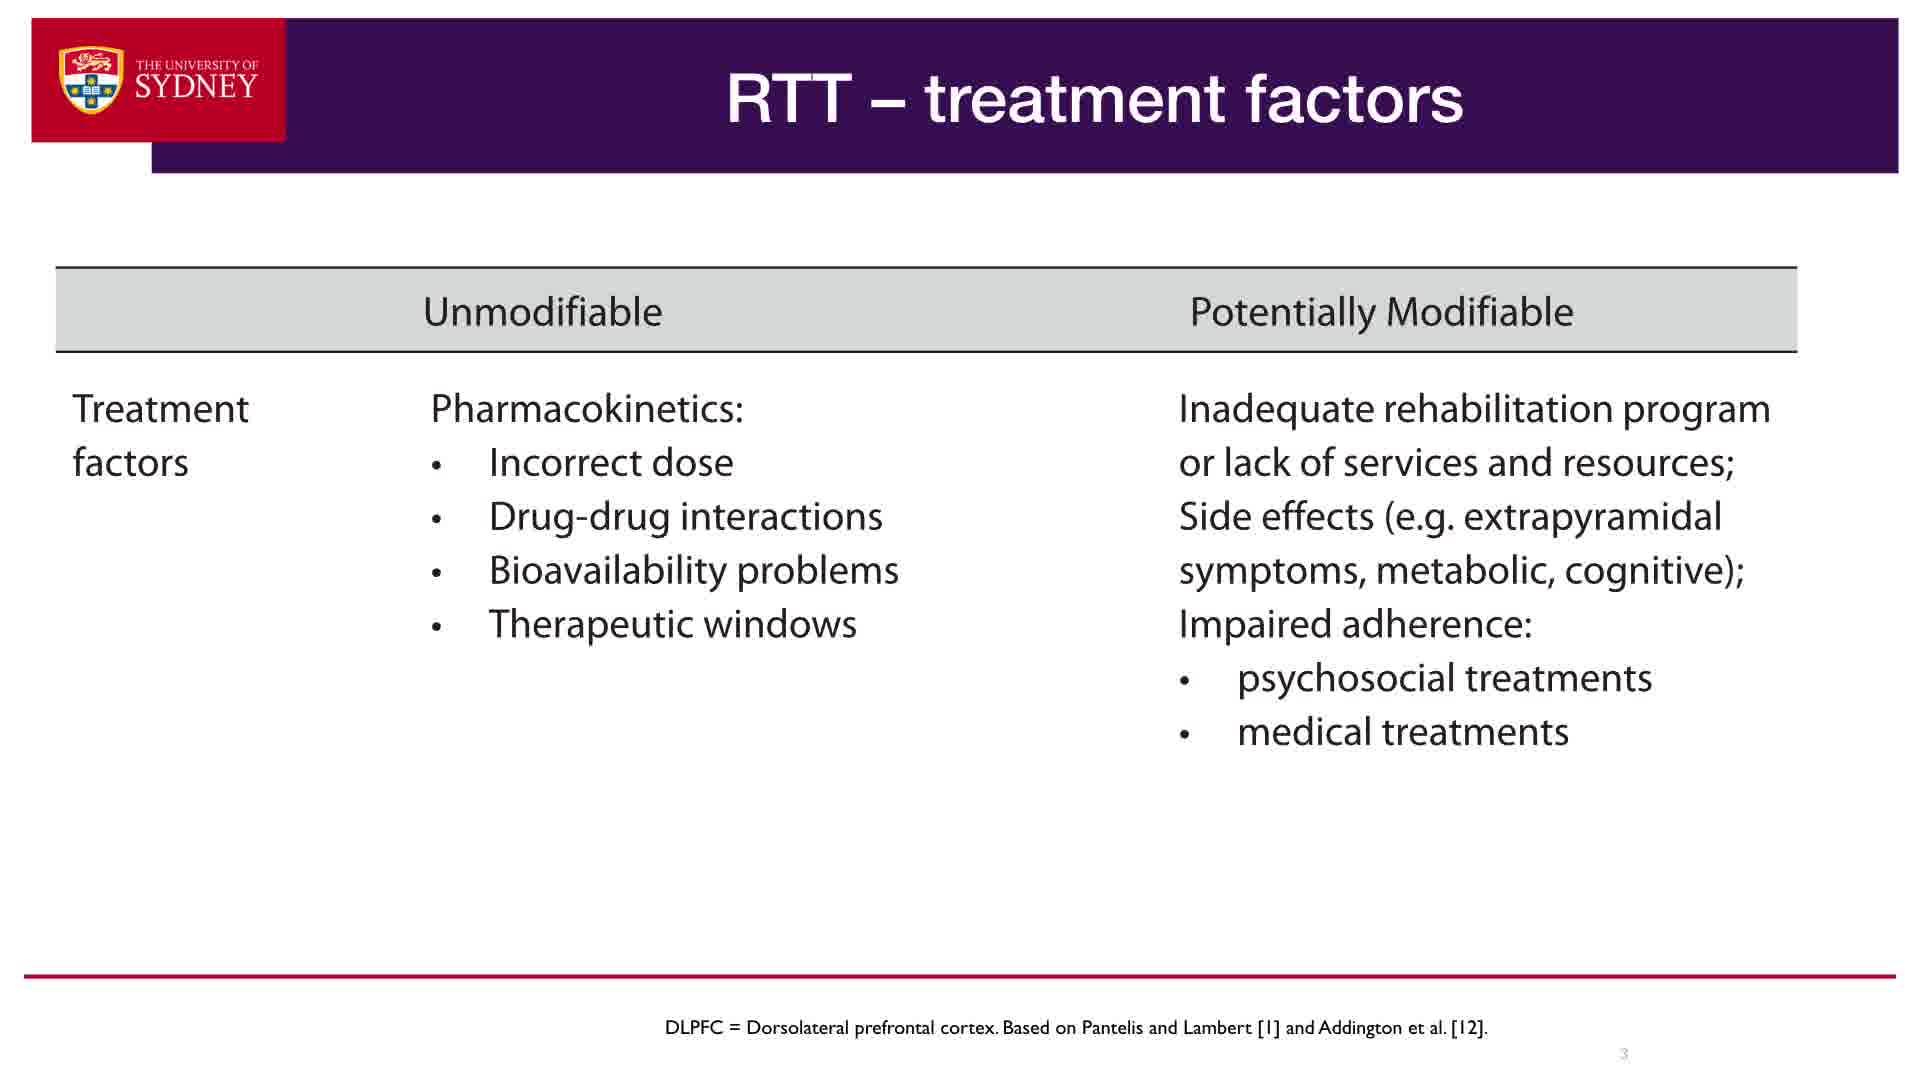 THE UNIVERSITY OF
SYDNEY
RTT – treatment factors
Unmodifiable
Potentially Modifiable
Treatment
factors
Pharmacokinetics:
• Incorrect dose
• Drug-drug interactions
• Bioavailability problems
• Therapeutic windows
Inadequate rehabilitation program
or lack of services and resources;
Side effects (e.g. extrapyramidal
symptoms, metabolic, cognitive);
Impaired adherence:
• psychosocial treatments
• medical treatments
DLPFC = Dorsolateral prefrontal cortex. Based on Pantelis and Lambert [1] and Addington et al. [12].
3